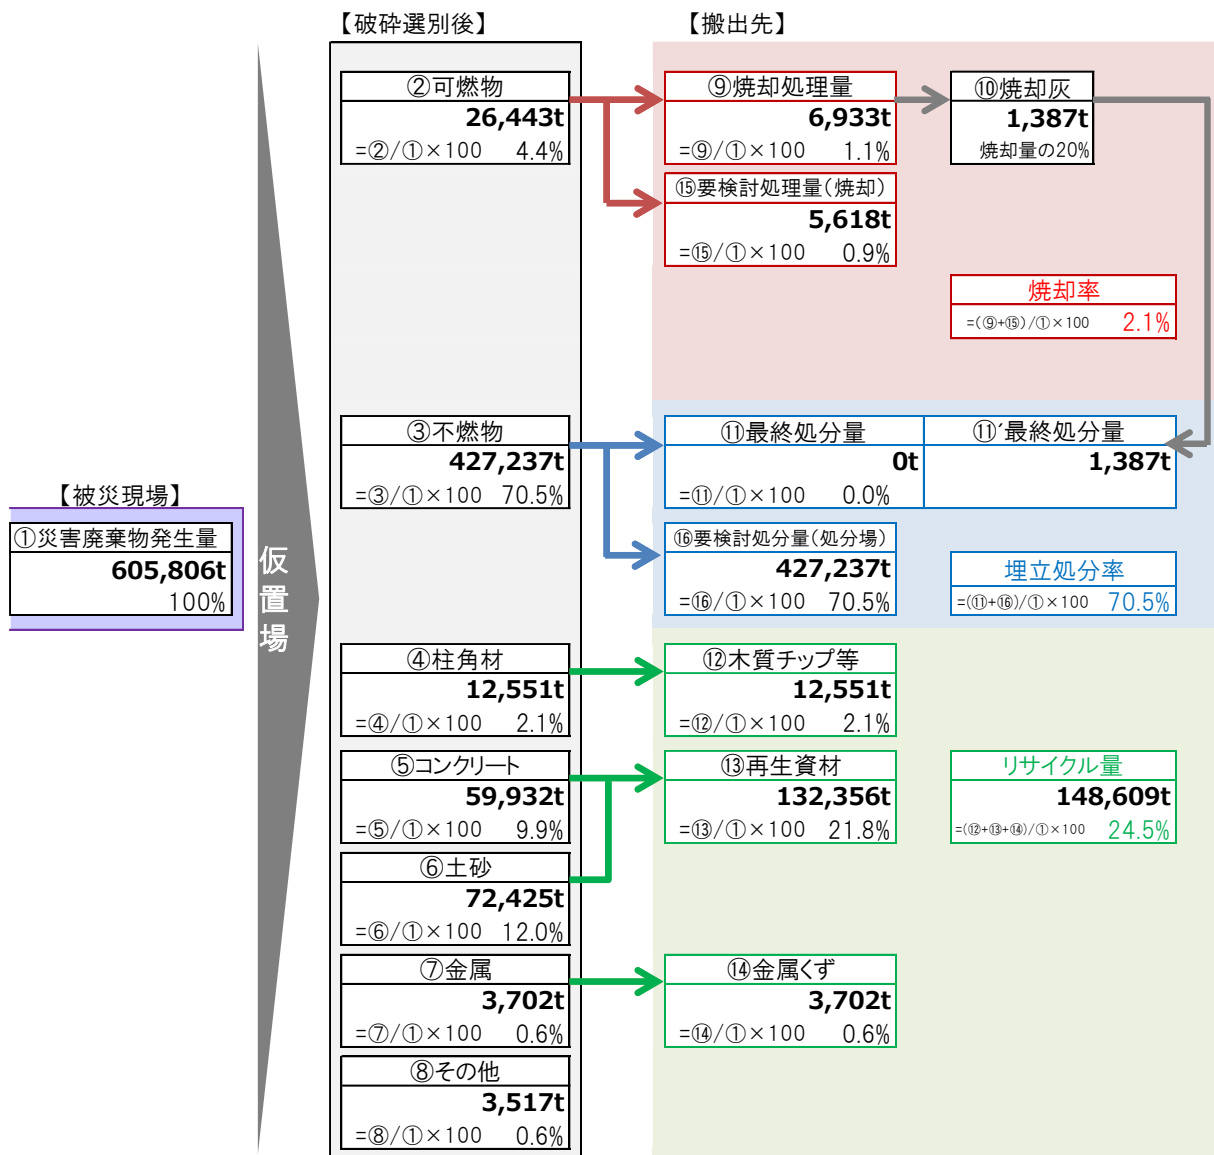 【破砕選別後】
【搬出先】
②可燃物
26,443t
=②/①×100 4.4%
⑨焼却処理量
6,933t
=⑨/①×100 1.1%
⑩焼却灰
1,387t
焼却量の20%
⑮要検討処理量(焼却)
5,618t
=⑮/①×100 0.9%
焼却率
=(⑨+⑮)/①×100 2.1%
③不燃物
427,237t
=③/①×100 70.5%
⑪最終処分量
0t
=⑪/①×100 0.0%
⑪´最終処分量
1,387t
【被災現場】
①災害廃棄物発生量
605,806t
100%
仮置場
⑯要検討処分量(処分場)
427,237t
=⑯/①×100 70.5%
埋立処分率
=(⑪+⑯)/①×100 70.5%
④柱角材
12,551t
=④/①×100 2.1%
⑫木質チップ等
12,551t
=⑫/①×100 2.1%
⑤コンクリート
59,932t
=⑤/①×100 9.9%
⑬再生資材
132,356t
=⑬/①×100 21.8%
リサイクル量
148,609t
=(⑫+⑬+⑭)/①×100 24.5%
⑥土砂
72,425t
=⑥/①×100 12.0%
⑦金属
3,702t
=⑦/①×100 0.6%
⑭金属くず
3,702t
=⑭/①×100 0.6%
⑧その他
3,517t
=⑧/①×100 0.6%